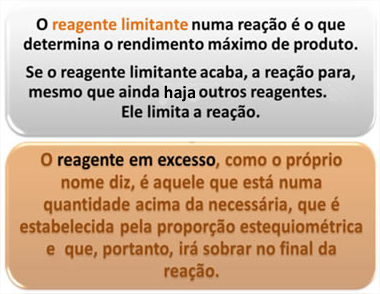 O reagente limitante numa reação é o que
determina o rendimento máximo de produto.
Se o reagente limitante acaba, a reação para,
mesmo que ainda haja outros reagentes.
Ele limita a reação.
O reagente em excesso, como o próprio
nome diz, é aquele que está numa
quantidade acima da necessária, que é
estabelecida pela proporção estequiométrica
e que, portanto, irá sobrar no final da
reação.